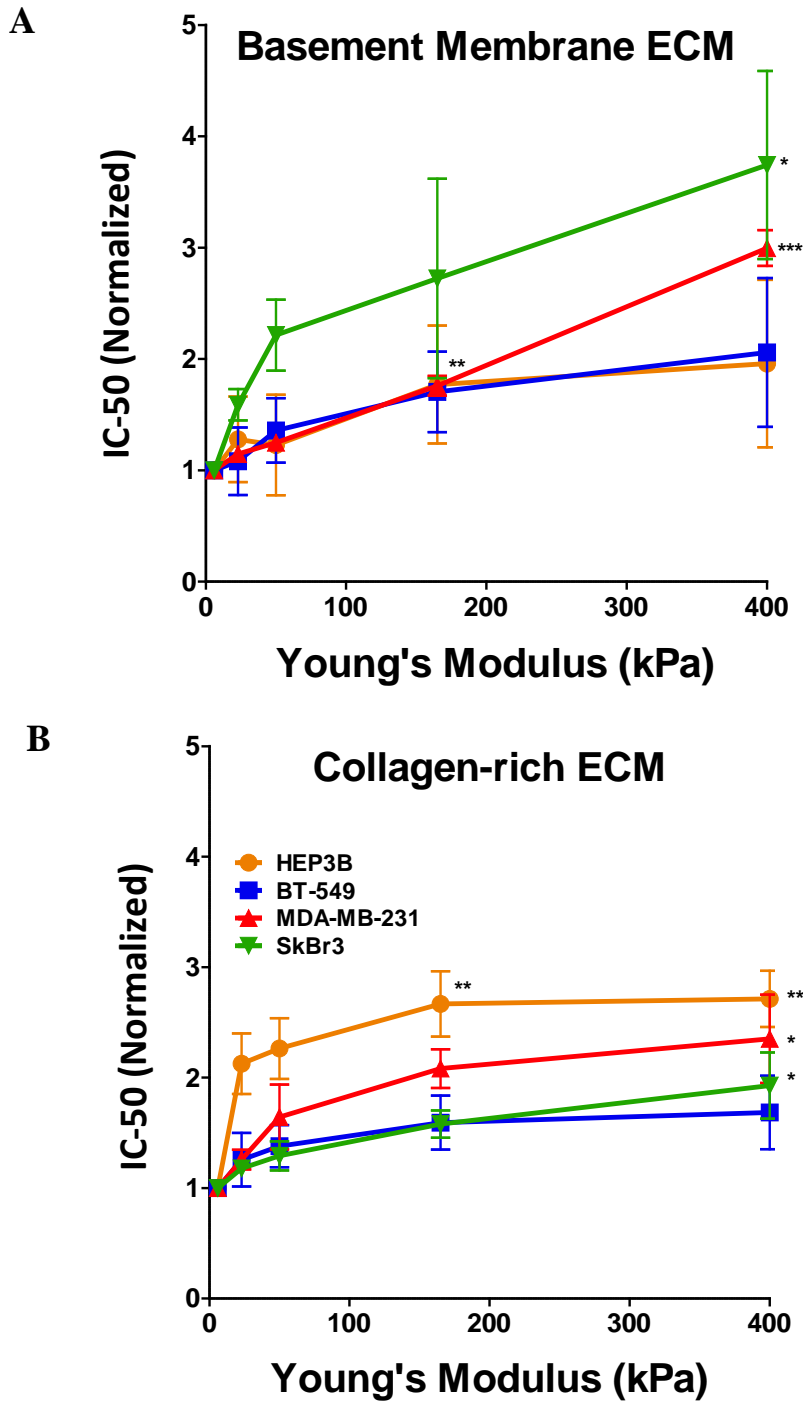 A
Basement Membrane ECM
5
4
3
2
1
0
IC-50 (Normalized)
*
***
**
0 100 200 300 400
Young's Modulus (kPa)
B
Collagen-rich ECM
5
4
3
2
1
0
IC-50 (Normalized)
HEP3B
BT-549
MDA-MB-231
SkBr3
**
**
*
*
0 100 200 300 400
Young's Modulus (kPa)